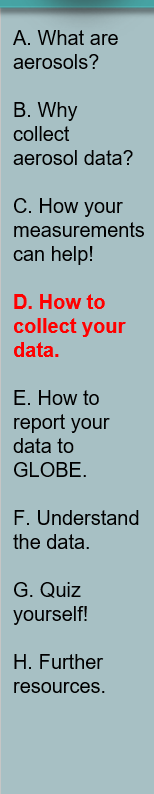 A. What are
aerosols?
B. Why
collect
aerosol data?
C. How your
measurements
can help!
D. How to
collect your
data.
E. How to
report your
data to
GLOBE.
F. Understand
the data.
G. Quiz
yourself!
H. Further
resources.